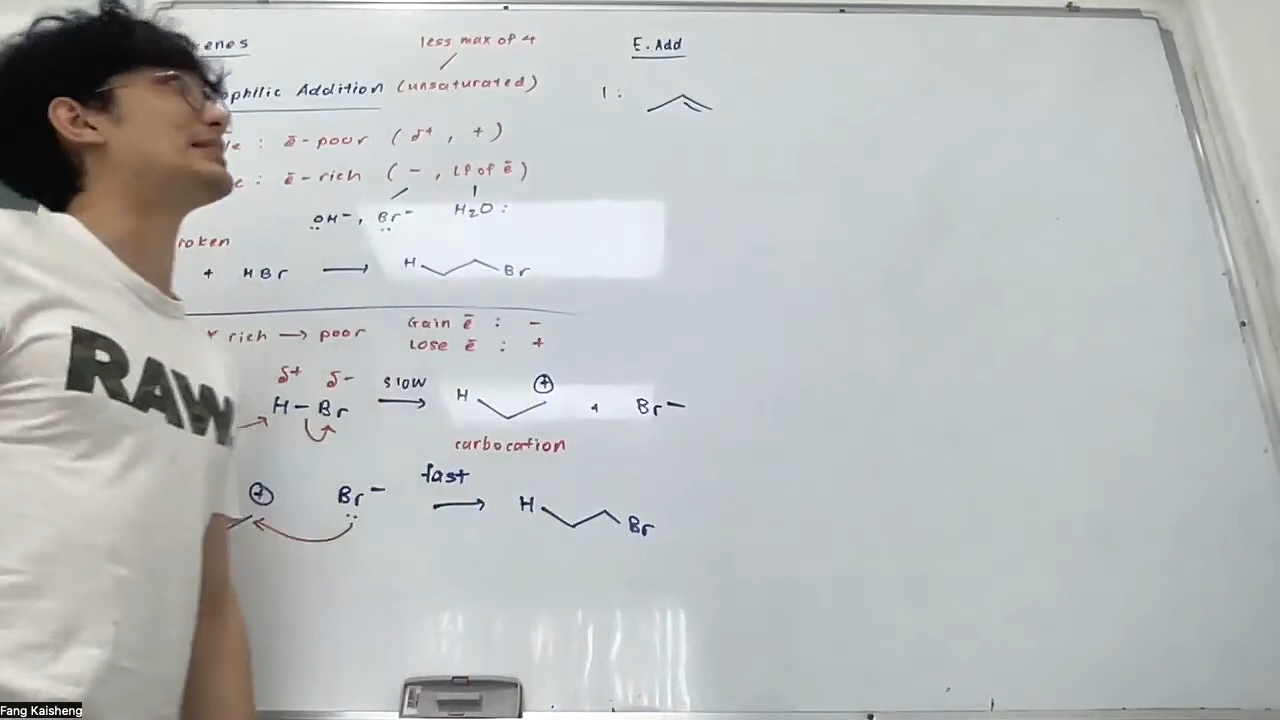 enes
less max of 4
ophilic Addition (unsaturated)
e : ē-poor ( δ+ , + )
e : ē-rich ( − , LP of ē )
OH−, Br−
H2O :
roken
+ HBr ⟶ H Br
rich ⟶ poor
Gain ē : −
Lose ē : +
δ+ δ−
H − Br
slow
H + + Br −
carbocation
+ Br −
fast
H Br
E. Add
1 :
RAW
Fang Kaisheng